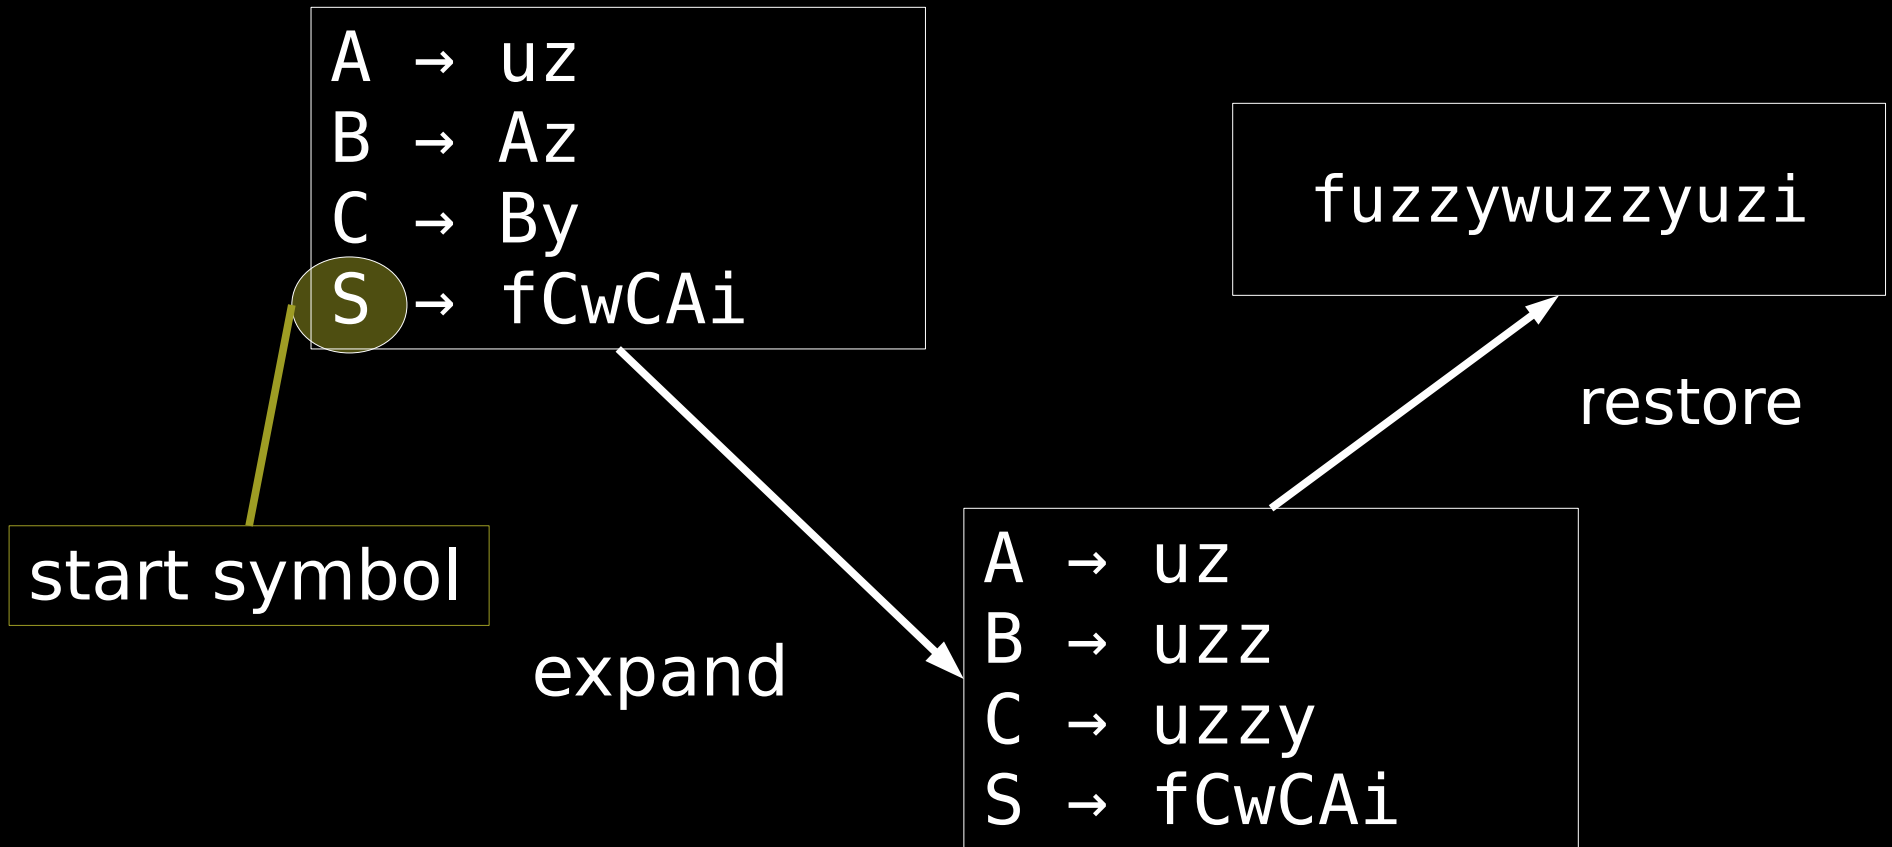 A → uz
B → Az
C → By
S → fCwCAi
fuzzywuzzyuzi
restore
start symbol
expand
A → uz
B → uzz
C → uzzy
S → fCwCAi